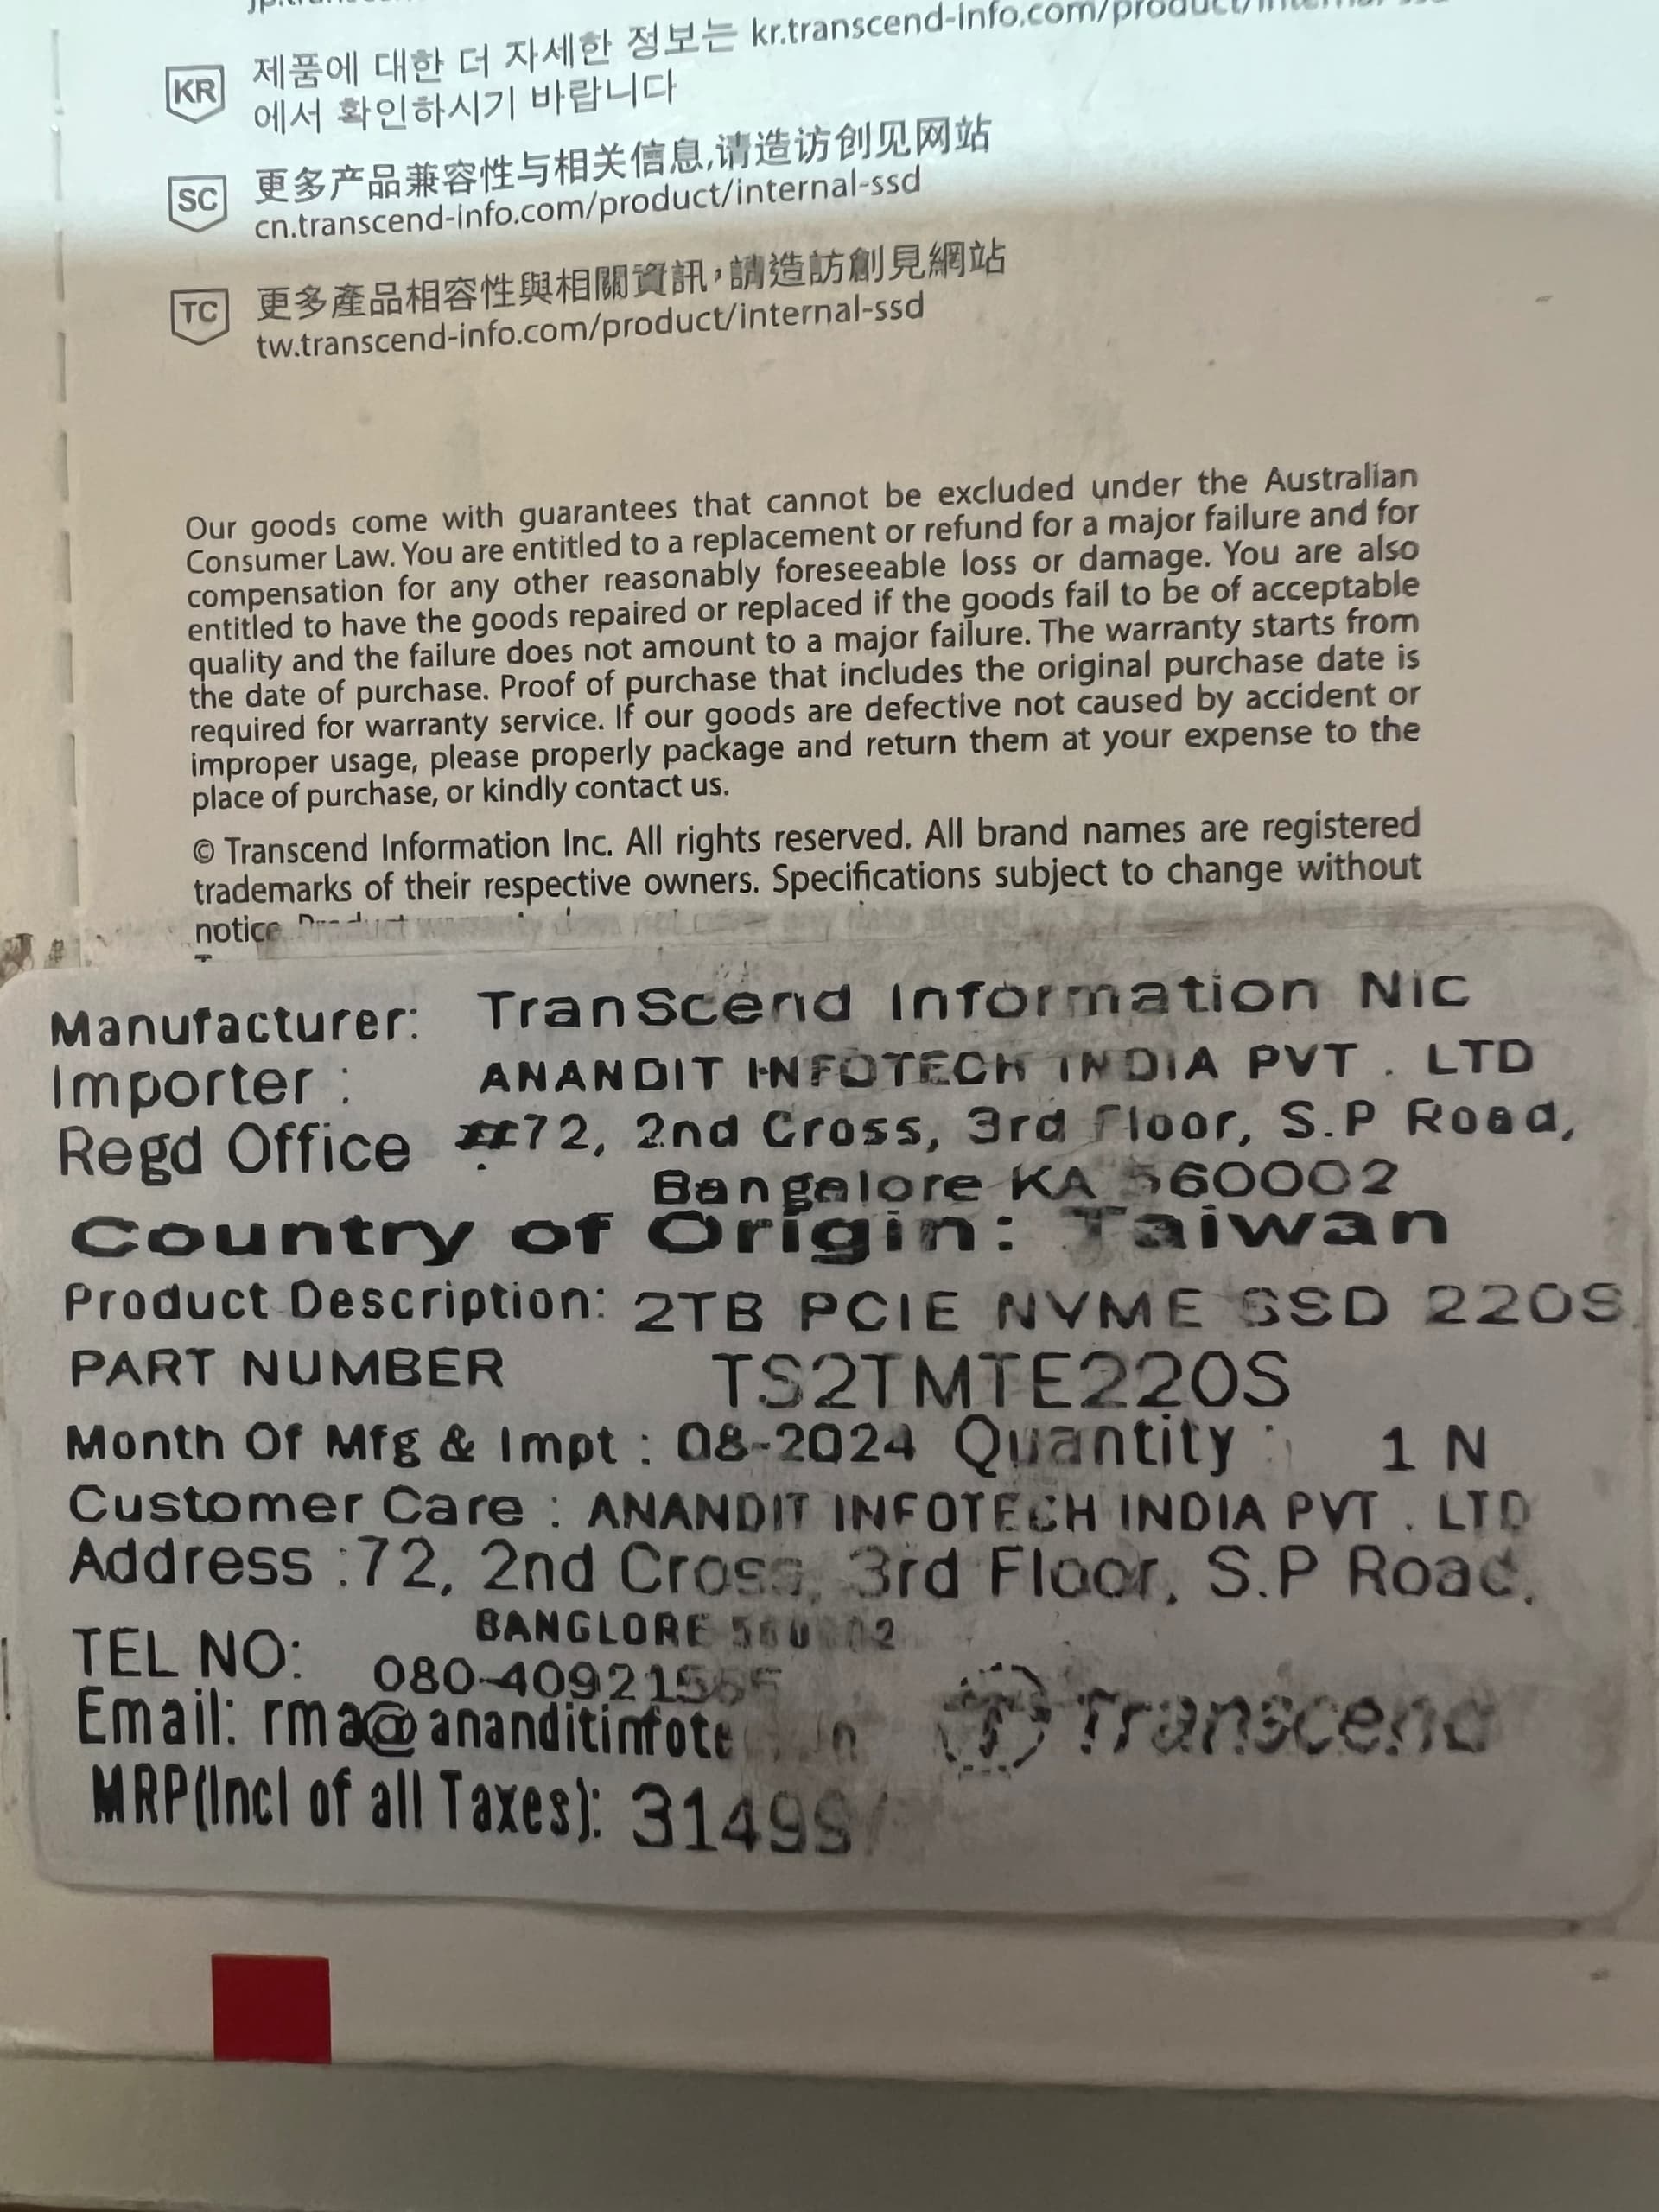 KR 제품에 대한 더 자세한 정보는 kr.transcend-info.com/product/internal-ssd
에서 확인하시기 바랍니다
SC 更多产品兼容性与相关信息,请造访创见网站
cn.transcend-info.com/product/internal-ssd
TC 更多產品相容性與相關資訊,請造訪創見網站
tw.transcend-info.com/product/internal-ssd
Our goods come with guarantees that cannot be excluded under the Australian
Consumer Law. You are entitled to a replacement or refund for a major failure and for
compensation for any other reasonably foreseeable loss or damage. You are also
entitled to have the goods repaired or replaced if the goods fail to be of acceptable
quality and the failure does not amount to a major failure. The warranty starts from
the date of purchase. Proof of purchase that includes the original purchase date is
required for warranty service. If our goods are defective not caused by accident or
improper usage, please properly package and return them at your expense to the
place of purchase, or kindly contact us.
© Transcend Information Inc. All rights reserved. All brand names are registered
trademarks of their respective owners. Specifications subject to change without
notice. Product warranty does not cover any data
Manufacturer: TranScend Information NIC
Importer : ANANDIT INFOTECH INDIA PVT . LTD
Regd Office #72, 2nd Cross, 3rd Floor, S.P Road,
Bangalore KA 560002
Country of Origin: Taiwan
Product Description: 2TB PCIE NVME SSD 220S
PART NUMBER TS2TMTE220S
Month Of Mfg & Impt : 08-2024 Quantity : 1 N
Customer Care : ANANDIT INFOTECH INDIA PVT . LTD
Address :72, 2nd Cross, 3rd Floor, S.P Road,
BANGLORE
TEL NO:
Email:
Transcend
MRP(Incl of all Taxes): 31499/